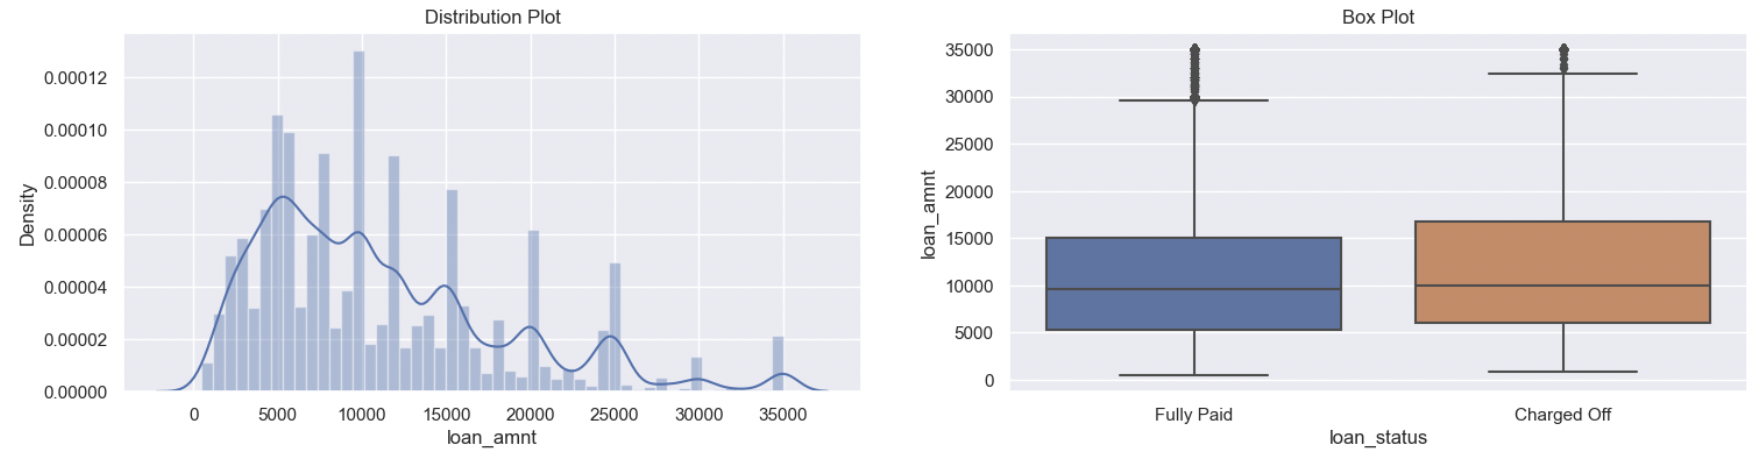 Distribution Plot
Density
0.00012
0.00010
0.00008
0.00006
0.00004
0.00002
0.00000
0 5000 10000 15000 20000 25000 30000 35000
loan_amnt
Box Plot
loan_amnt
35000
30000
25000
20000
15000
10000
5000
0
Fully Paid Charged Off
loan_status